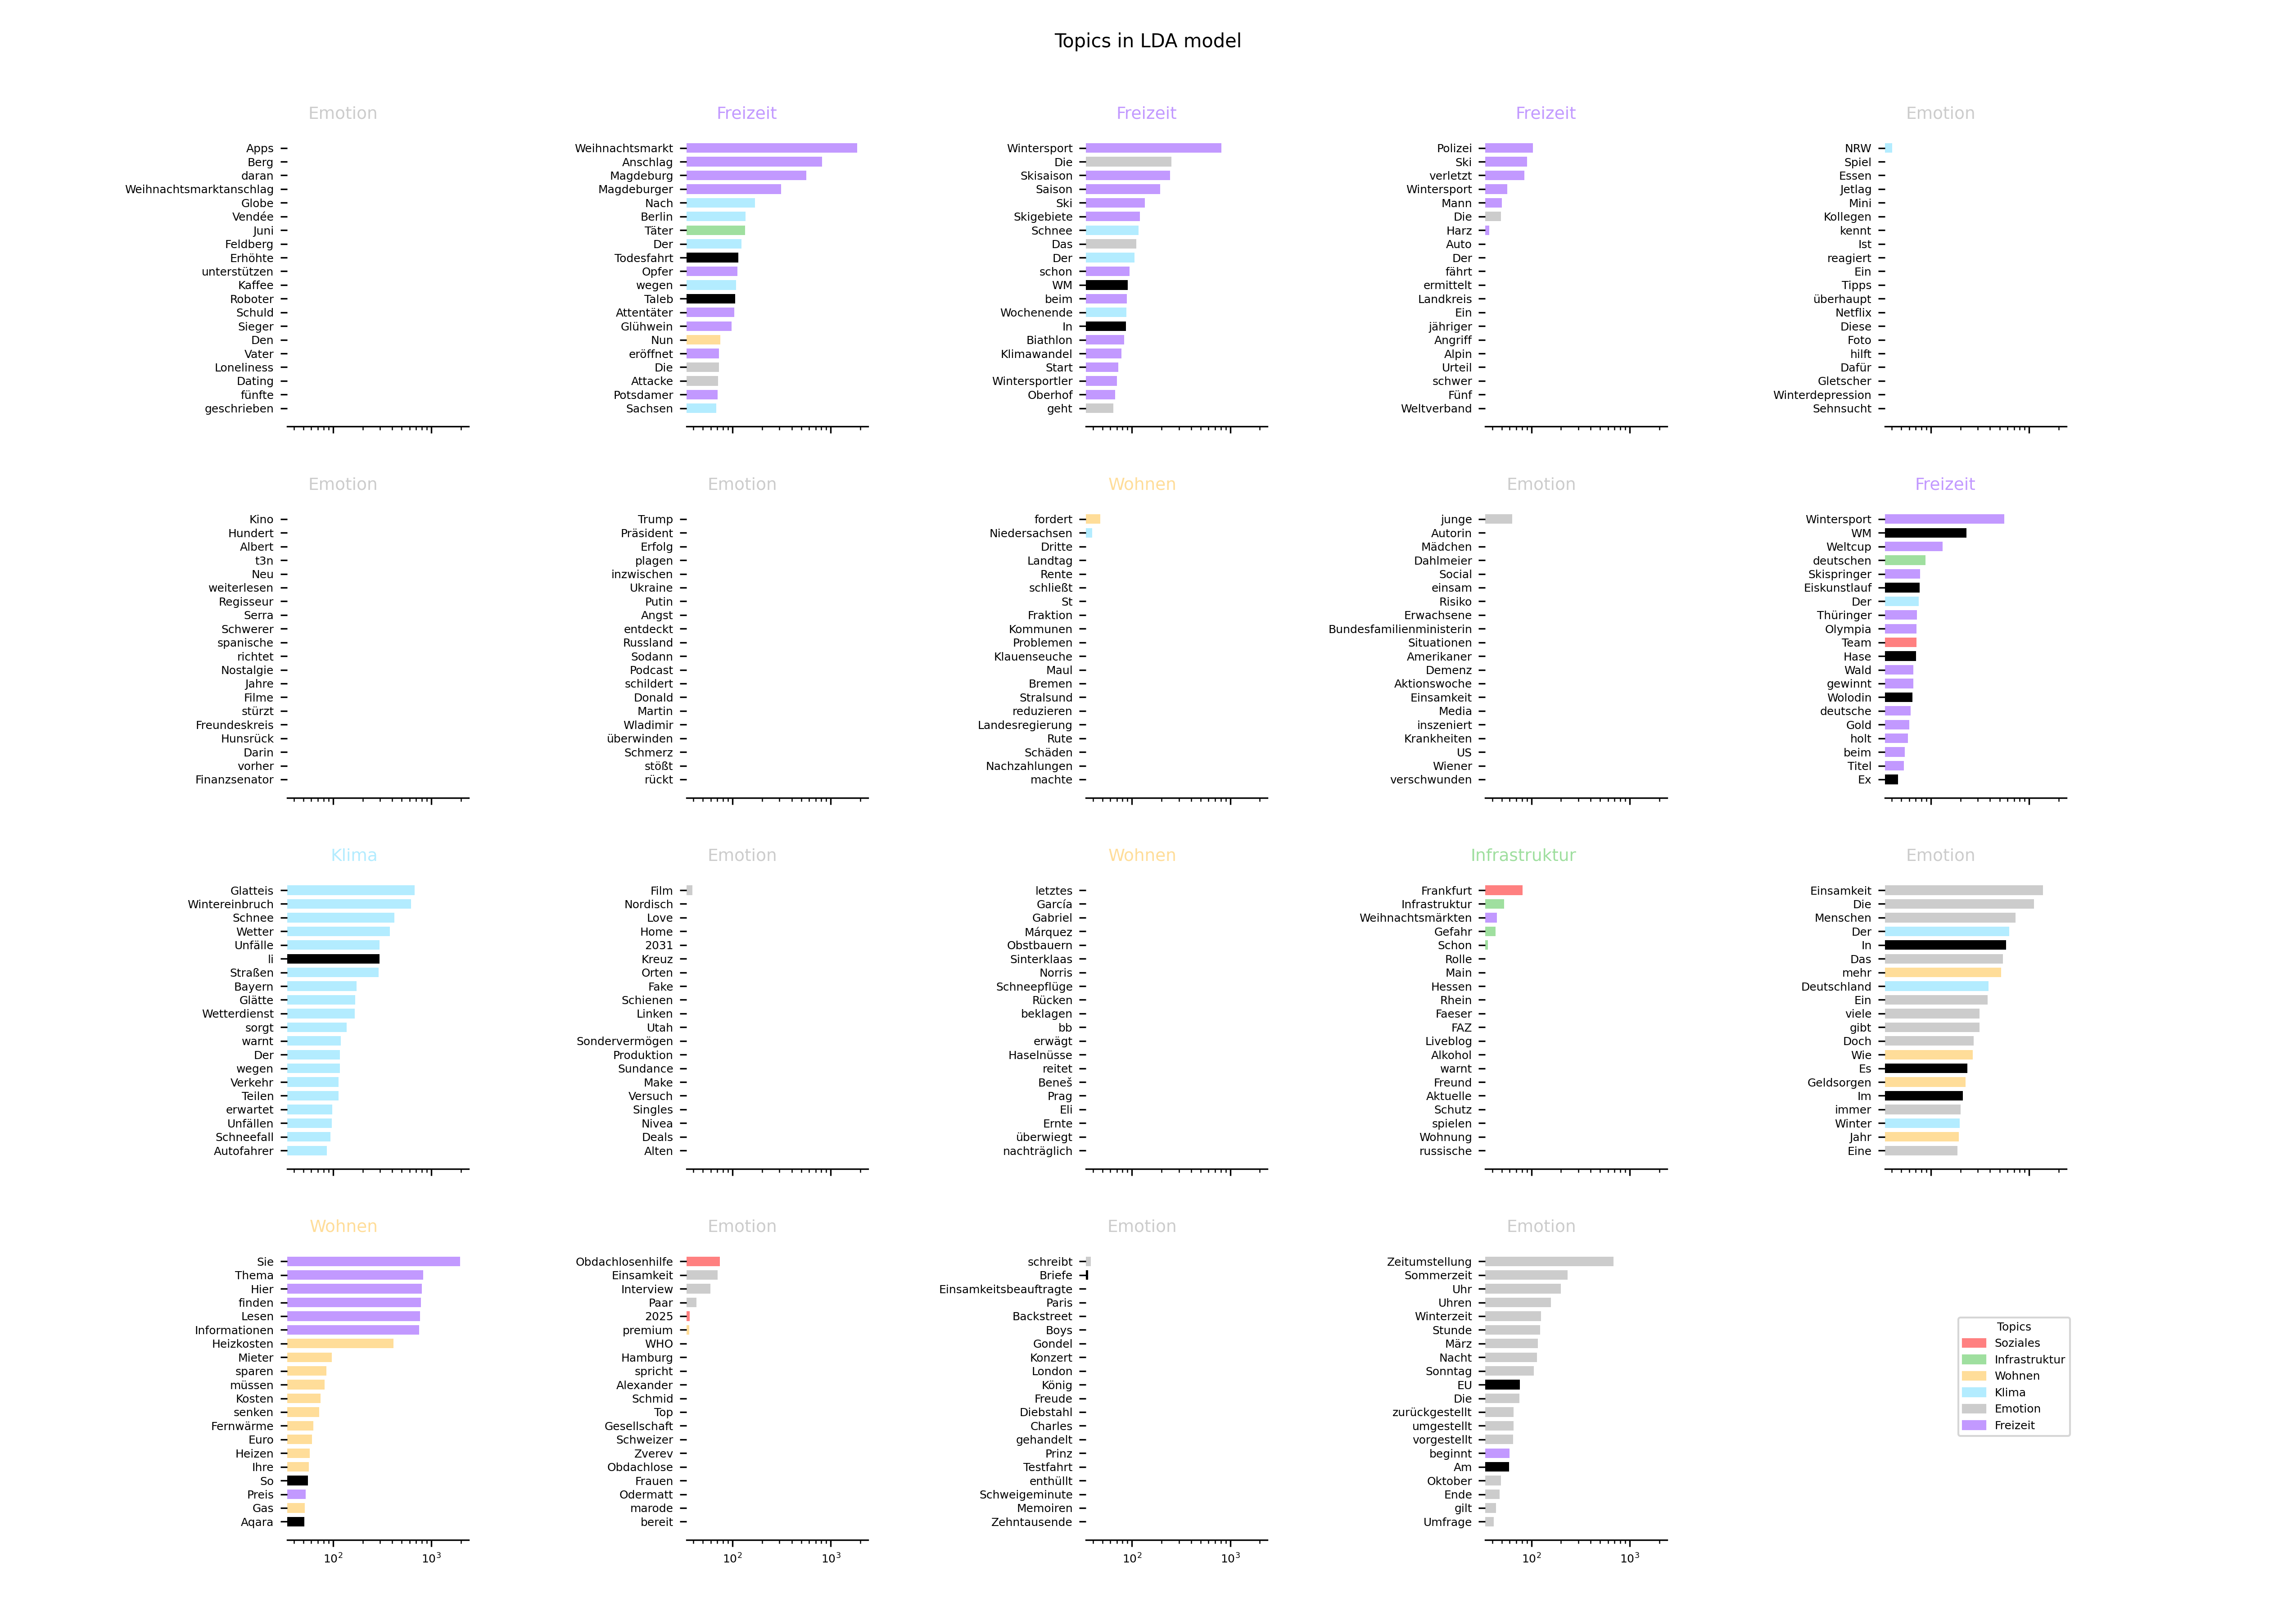 Topics in LDA model
Emotion
Apps
Berg
daran
Weihnachtsmarktanschlag
Globe
Vendée
Juni
Feldberg
Erhöhte
unterstützen
Kaffee
Roboter
Schuld
Sieger
Den
Vater
Loneliness
Dating
fünfte
geschrieben
Freizeit
Weihnachtsmarkt
Anschlag
Magdeburg
Magdeburger
Nach
Berlin
Täter
Der
Todesfahrt
Opfer
wegen
Taleb
Attentäter
Glühwein
Nun
eröffnet
Die
Attacke
Potsdamer
Sachsen
Freizeit
Wintersport
Die
Skisaison
Saison
Ski
Skigebiete
Schnee
Das
Der
schon
WM
beim
Wochenende
In
Biathlon
Klimawandel
Start
Wintersportler
Oberhof
geht
Freizeit
Polizei
Ski
verletzt
Wintersport
Mann
Die
Harz
Auto
Der
fährt
ermittelt
Landkreis
Ein
jähriger
Angriff
Alpin
Urteil
schwer
Fünf
Weltverband
Emotion
NRW
Spiel
Essen
Jetlag
Mini
Kollegen
kennt
Ist
reagiert
Ein
Tipps
überhaupt
Netflix
Diese
Foto
hilft
Dafür
Gletscher
Winterdepression
Sehnsucht
Emotion
Kino
Hundert
Albert
t3n
Neu
weiterlesen
Regisseur
Serra
Schwerer
spanische
richtet
Nostalgie
Jahre
Filme
stürzt
Freundeskreis
Hunsrück
Darin
vorher
Finanzsenator
Emotion
Trump
Präsident
Erfolg
plagen
inzwischen
Ukraine
Putin
Angst
entdeckt
Russland
Sodann
Podcast
schildert
Donald
Martin
Wladimir
überwinden
Schmerz
stößt
rückt
Wohnen
fordert
Niedersachsen
Dritte
Landtag
Rente
schließt
St
Fraktion
Kommunen
Problemen
Klauenseuche
Maul
Bremen
Stralsund
reduzieren
Landesregierung
Rute
Schäden
Nachzahlungen
machte
Emotion
junge
Autorin
Mädchen
Dahlmeier
Social
einsam
Risiko
Erwachsene
Bundesfamilienministerin
Situationen
Amerikaner
Demenz
Aktionswoche
Einsamkeit
Media
inszeniert
Krankheiten
US
Wiener
verschwunden
Freizeit
Wintersport
WM
Weltcup
deutschen
Skispringer
Eiskunstlauf
Der
Thüringer
Olympia
Team
Hase
Wald
gewinnt
Wolodin
deutsche
Gold
holt
beim
Titel
Ex
Klima
Glatteis
Wintereinbruch
Schnee
Wetter
Unfälle
li
Straßen
Bayern
Glätte
Wetterdienst
sorgt
warnt
Der
wegen
Verkehr
Teilen
erwartet
Unfällen
Schneefall
Autofahrer
Emotion
Film
Nordisch
Love
Home
2031
Kreuz
Orten
Fake
Schienen
Linken
Utah
Sondervermögen
Produktion
Sundance
Make
Versuch
Singles
Nivea
Deals
Alten
Wohnen
letztes
García
Gabriel
Márquez
Obstbauern
Sinterklaas
Norris
Schneepflüge
Rücken
beklagen
bb
erwägt
Haselnüsse
reitet
Beneš
Prag
Eli
Ernte
überwiegt
nachträglich
Infrastruktur
Frankfurt
Infrastruktur
Weihnachtsmärkten
Gefahr
Schon
Rolle
Main
Hessen
Rhein
Faeser
FAZ
Liveblog
Alkohol
warnt
Freund
Aktuelle
Schutz
spielen
Wohnung
russische
Emotion
Einsamkeit
Die
Menschen
Der
In
Das
mehr
Deutschland
Ein
viele
gibt
Doch
Wie
Es
Geldsorgen
Im
immer
Winter
Jahr
Eine
Wohnen
Sie
Thema
Hier
finden
Lesen
Informationen
Heizkosten
Mieter
sparen
müssen
Kosten
senken
Fernwärme
Euro
Heizen
Ihre
So
Preis
Gas
Aqara
10² 10³
Emotion
Obdachlosenhilfe
Einsamkeit
Interview
Paar
2025
premium
WHO
Hamburg
spricht
Alexander
Schmid
Top
Gesellschaft
Schweizer
Zverev
Obdachlose
Frauen
Odermatt
marode
bereit
10² 10³
Emotion
schreibt
Briefe
Einsamkeitsbeauftragte
Paris
Backstreet
Boys
Gondel
Konzert
London
König
Freude
Diebstahl
Charles
gehandelt
Prinz
Testfahrt
enthüllt
Schweigeminute
Memoiren
Zehntausende
10² 10³
Emotion
Zeitumstellung
Sommerzeit
Uhr
Uhren
Winterzeit
Stunde
März
Nacht
Sonntag
EU
Die
zurückgestellt
umgestellt
vorgestellt
beginnt
Am
Oktober
Ende
gilt
Umfrage
10² 10³
Topics
Soziales
Infrastruktur
Wohnen
Klima
Emotion
Freizeit